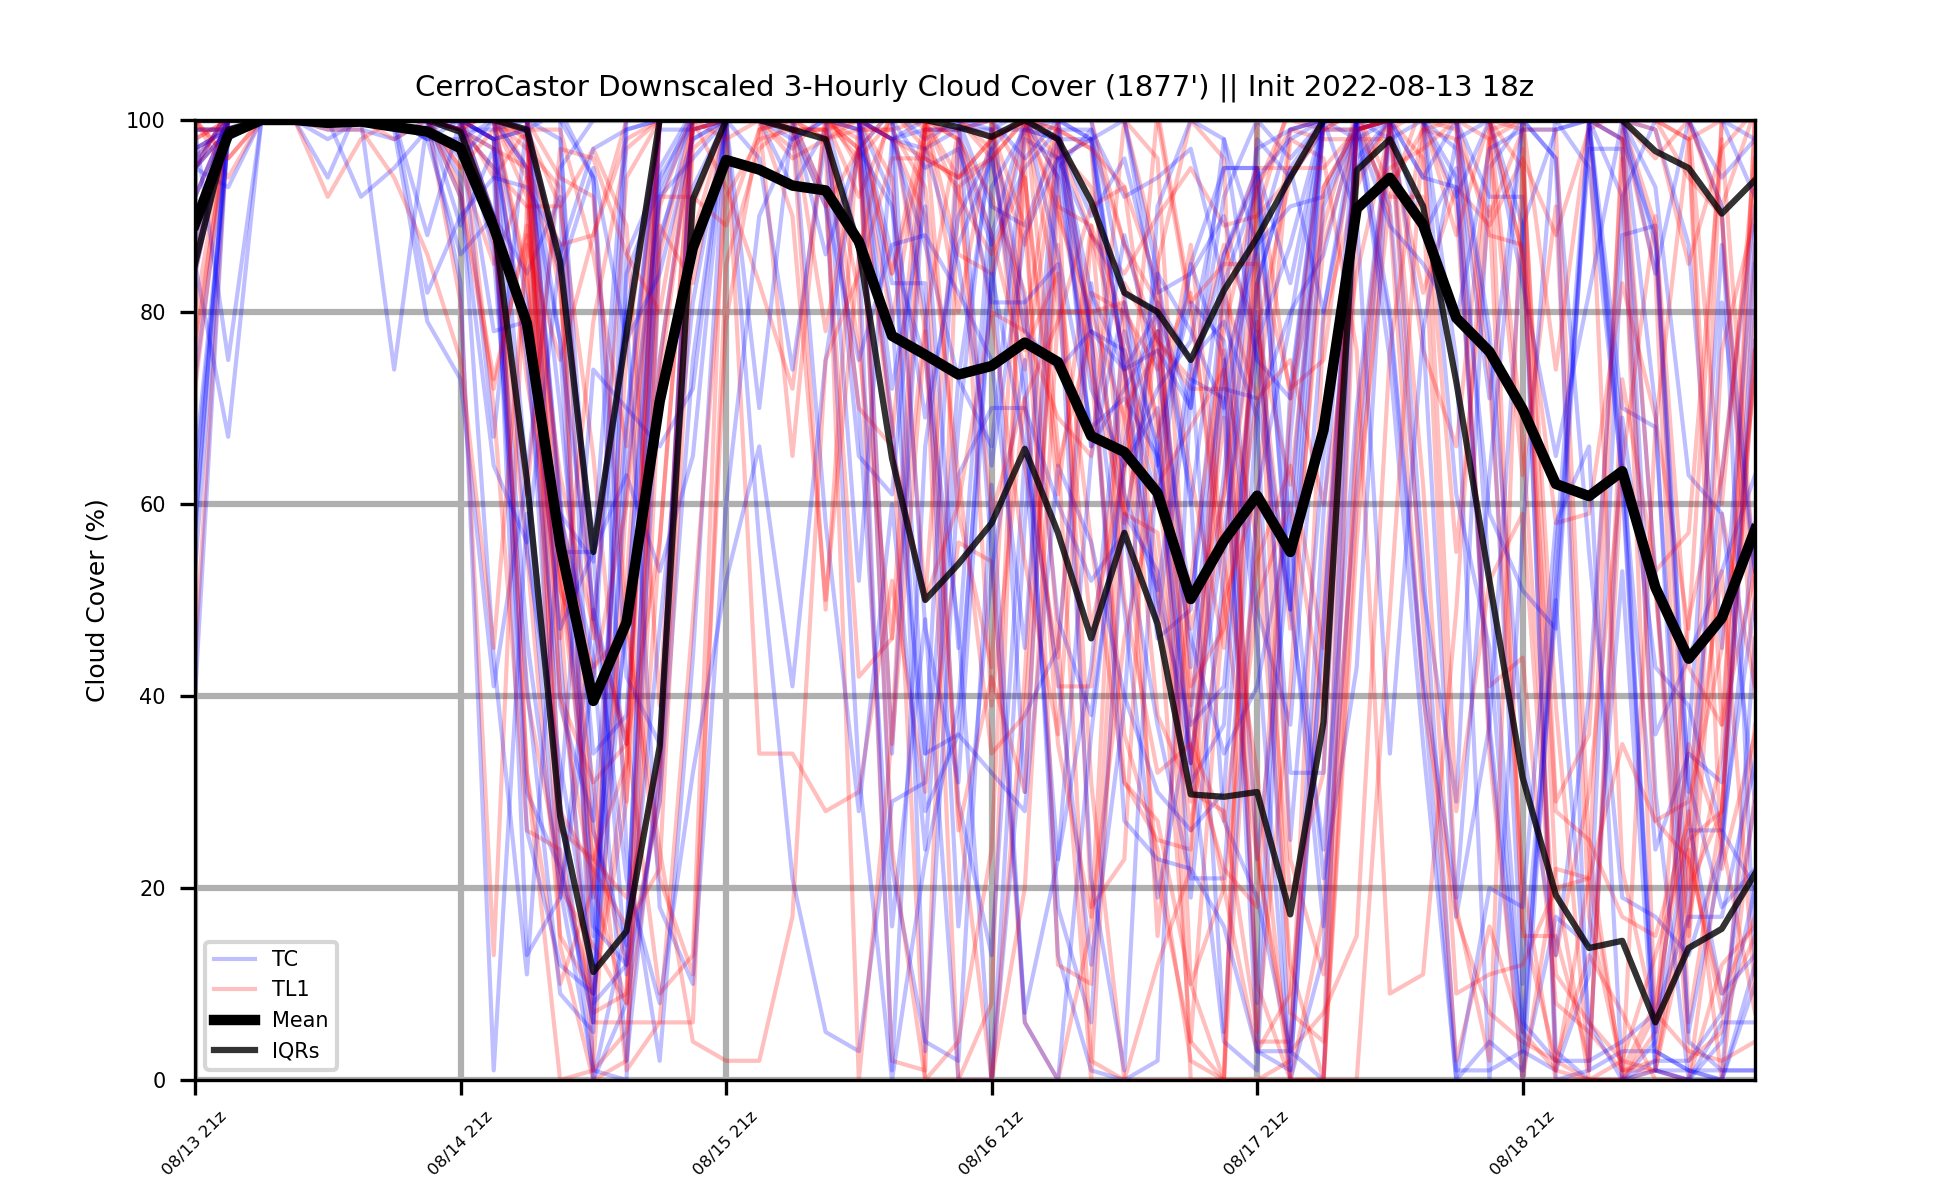 CerroCastor Downscaled 3-Hourly Cloud Cover (1877') || Init 2022-08-13 18z
Cloud Cover (%)
100
80
60
40
20
0
TC
TL1
Mean
IQRs
08/13 21z
08/14 21z
08/15 21z
08/16 21z
08/17 21z
08/18 21z